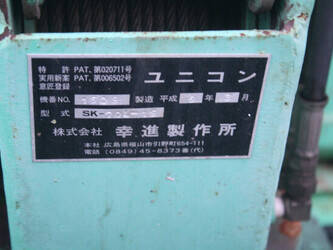 特許 PAT. 第020711号
実用新案 PAT. 第006502号
意匠登録
ユニコン
機番NO. 製造 平成 年 月
型式 SK-
株式会社 幸進製作所
本社 広島県福山市引野町654-111
電話 (0849) 45-8373番(代)